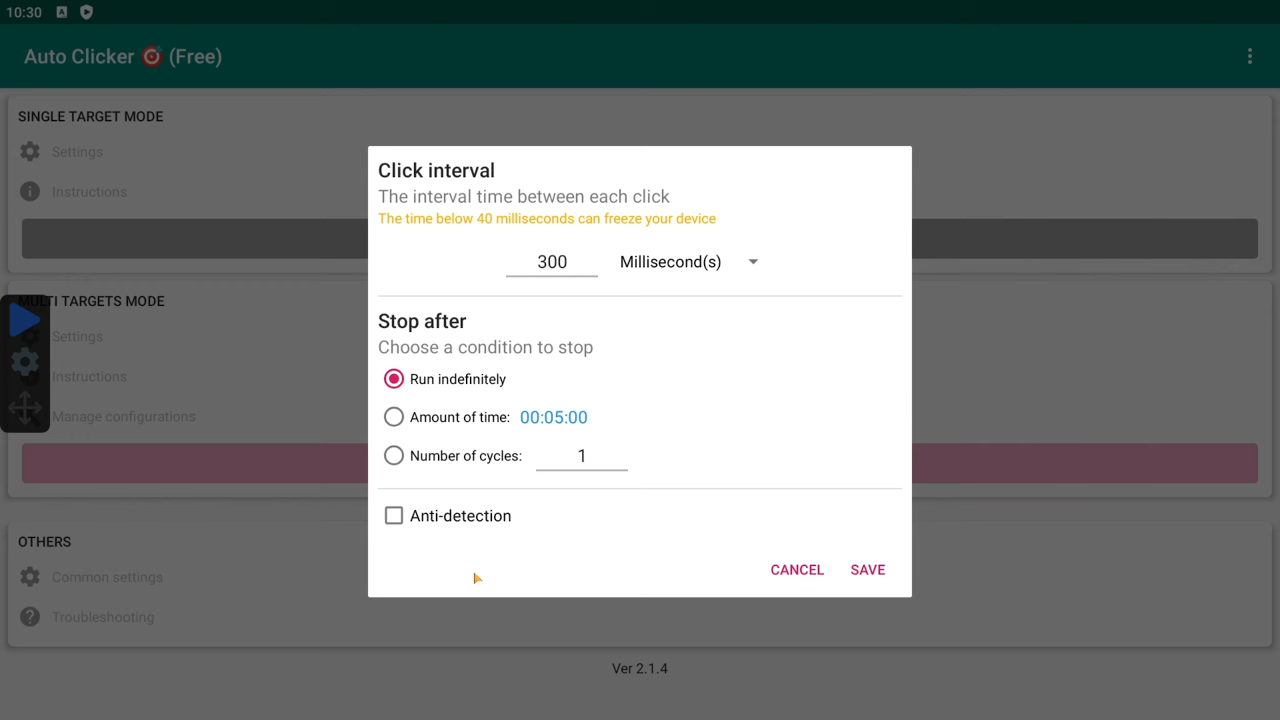 10:30
Auto Clicker 🎯 (Free)
SINGLE TARGET MODE
Settings
Instructions
MULTI TARGETS MODE
Settings
Instructions
Manage configurations
OTHERS
Common settings
Troubleshooting
Click interval
The interval time between each click
The time below 40 milliseconds can freeze your device
300 Millisecond(s)
Stop after
Choose a condition to stop
Run indefinitely
Amount of time: 00:05:00
Number of cycles: 1
Anti-detection
CANCEL SAVE
Ver 2.1.4